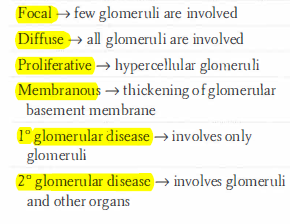 Focal → few glomeruli are involved
Diffuse → all glomeruli are involved
Proliferative → hypercellular glomeruli
Membranous → thickening of glomerular
basement membrane
1° glomerular disease → involves only
glomeruli
2° glomerular disease → involves glomeruli
and other organs